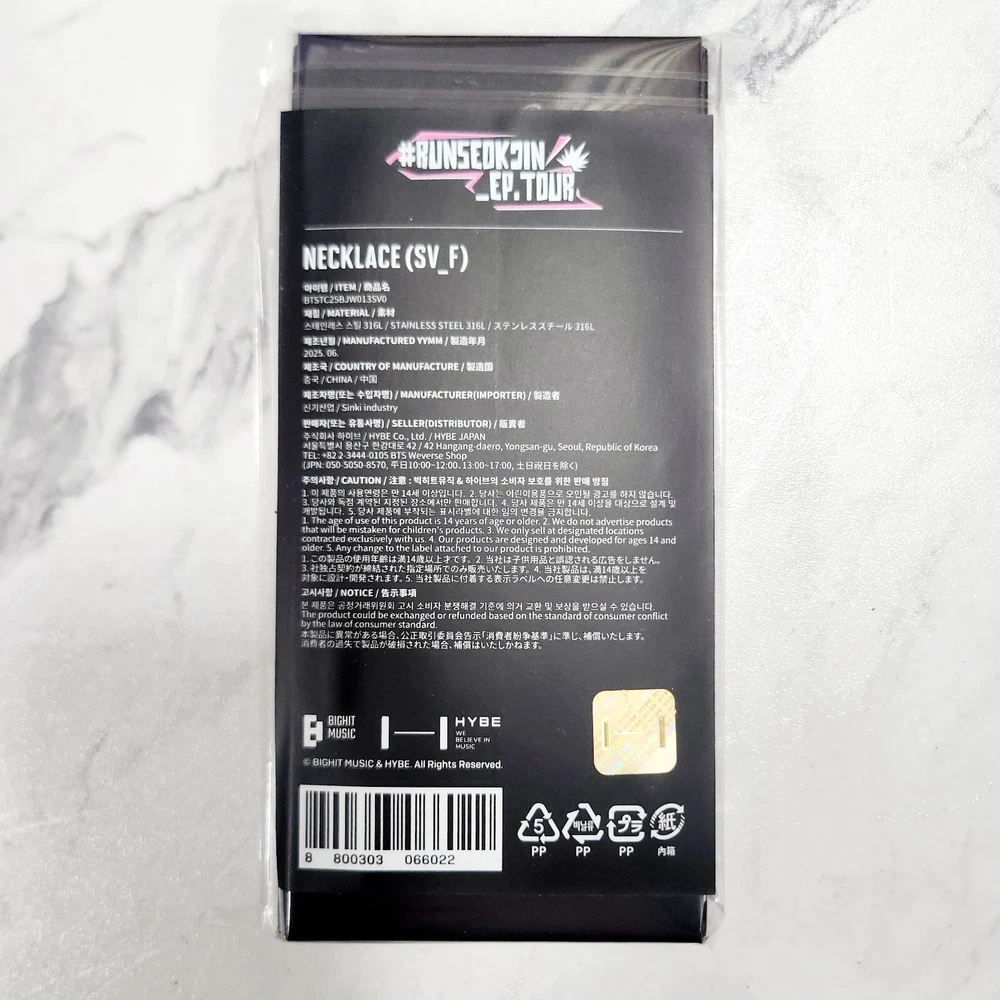 #RUNSEOKJIN
_EP.TOUR
NECKLACE (SV_F)
아이템 / ITEM / 商品名
BTSTC25BJW013SV0
재질 / MATERIAL / 素材
스테인레스 스틸 316L / STAINLESS STEEL 316L / ステンレススチール 316L
제조년월 / MANUFACTURED YYMM / 製造年月
2025. 06.
제조국 / COUNTRY OF MANUFACTURE / 製造国
중국 / CHINA / 中国
제조자명(또는 수입자명) / MANUFACTURER(IMPORTER) / 製造者
신기산업 / Sinki industry
판매자(또는 유통사명) / SELLER(DISTRIBUTOR) / 販責者
주식회사 하이브 / HYBE Co., Ltd. / HYBE JAPAN
서울특별시 용산구 한강대로 42 / 42 Hangang-daero, Yongsan-gu, Seoul, Republic of Korea
TEL: +82 2-3444-0105 BTS Weverse Shop
(JPN: 050-5050-8570, 平日10:00~12:00、13:00~17:00、土日祝日を除く)
주의사항 / CAUTION / 注意 : 빅히트뮤직 & 하이브의 소비자 보호를 위한 판매 방침
1. 이 제품의 사용연령은 만 14세 이상입니다. 2. 당사는 어린이용품으로 오인될 광고를 하지 않습니다.
3. 당사와 독점 계약된 지정된 장소에서만 판매합니다. 4. 당사 제품은 만 14세 이상을 대상으로 설계 및
개발됩니다. 5. 당사 제품에 부착되는 표시라벨에 대한 임의 변경을 금지합니다.
1. The age of use of this product is 14 years of age or older. 2. We do not advertise products
that will be mistaken for children's products. 3. We only sell at designated locations
contracted exclusively with us. 4. Our products are designed and developed for ages 14 and
older. 5. Any change to the label attached to our product is prohibited.
1. この製品の使用年齢は満14歳以上才です。2. 当社は子供用品と誤認される広告をしません。
3. 社独占契約が締結された指定場所でのみ販売いたします。4. 当社製品は、満14歳以上を
対象に設計・開発されます。5. 当社製品に付着する表示ラベルへの任意変更は禁止します。
고시사항 / NOTICE / 告示事項
본 제품은 공정거래위원회 고시 소비자 분쟁해결 기준에 의거 교환 및 보상을 받으실 수 있습니다.
The product could be exchanged or refunded based on the standard of consumer conflict
by the law of consumer standard.
本製品に異常がある場合、公正取引委員会告示「消費者紛争基準」に準じ、補償いたします。
消費者の過失で製品が破損された場合、補償はいたしかねます。
BIGHIT
MUSIC
HYBE
WE
BELIEVE IN
MUSIC
© BIGHIT MUSIC & HYBE. All Rights Reserved.
8 800303 066022
5
PP
비닐류
PP
プラ
PP
紙
内箱